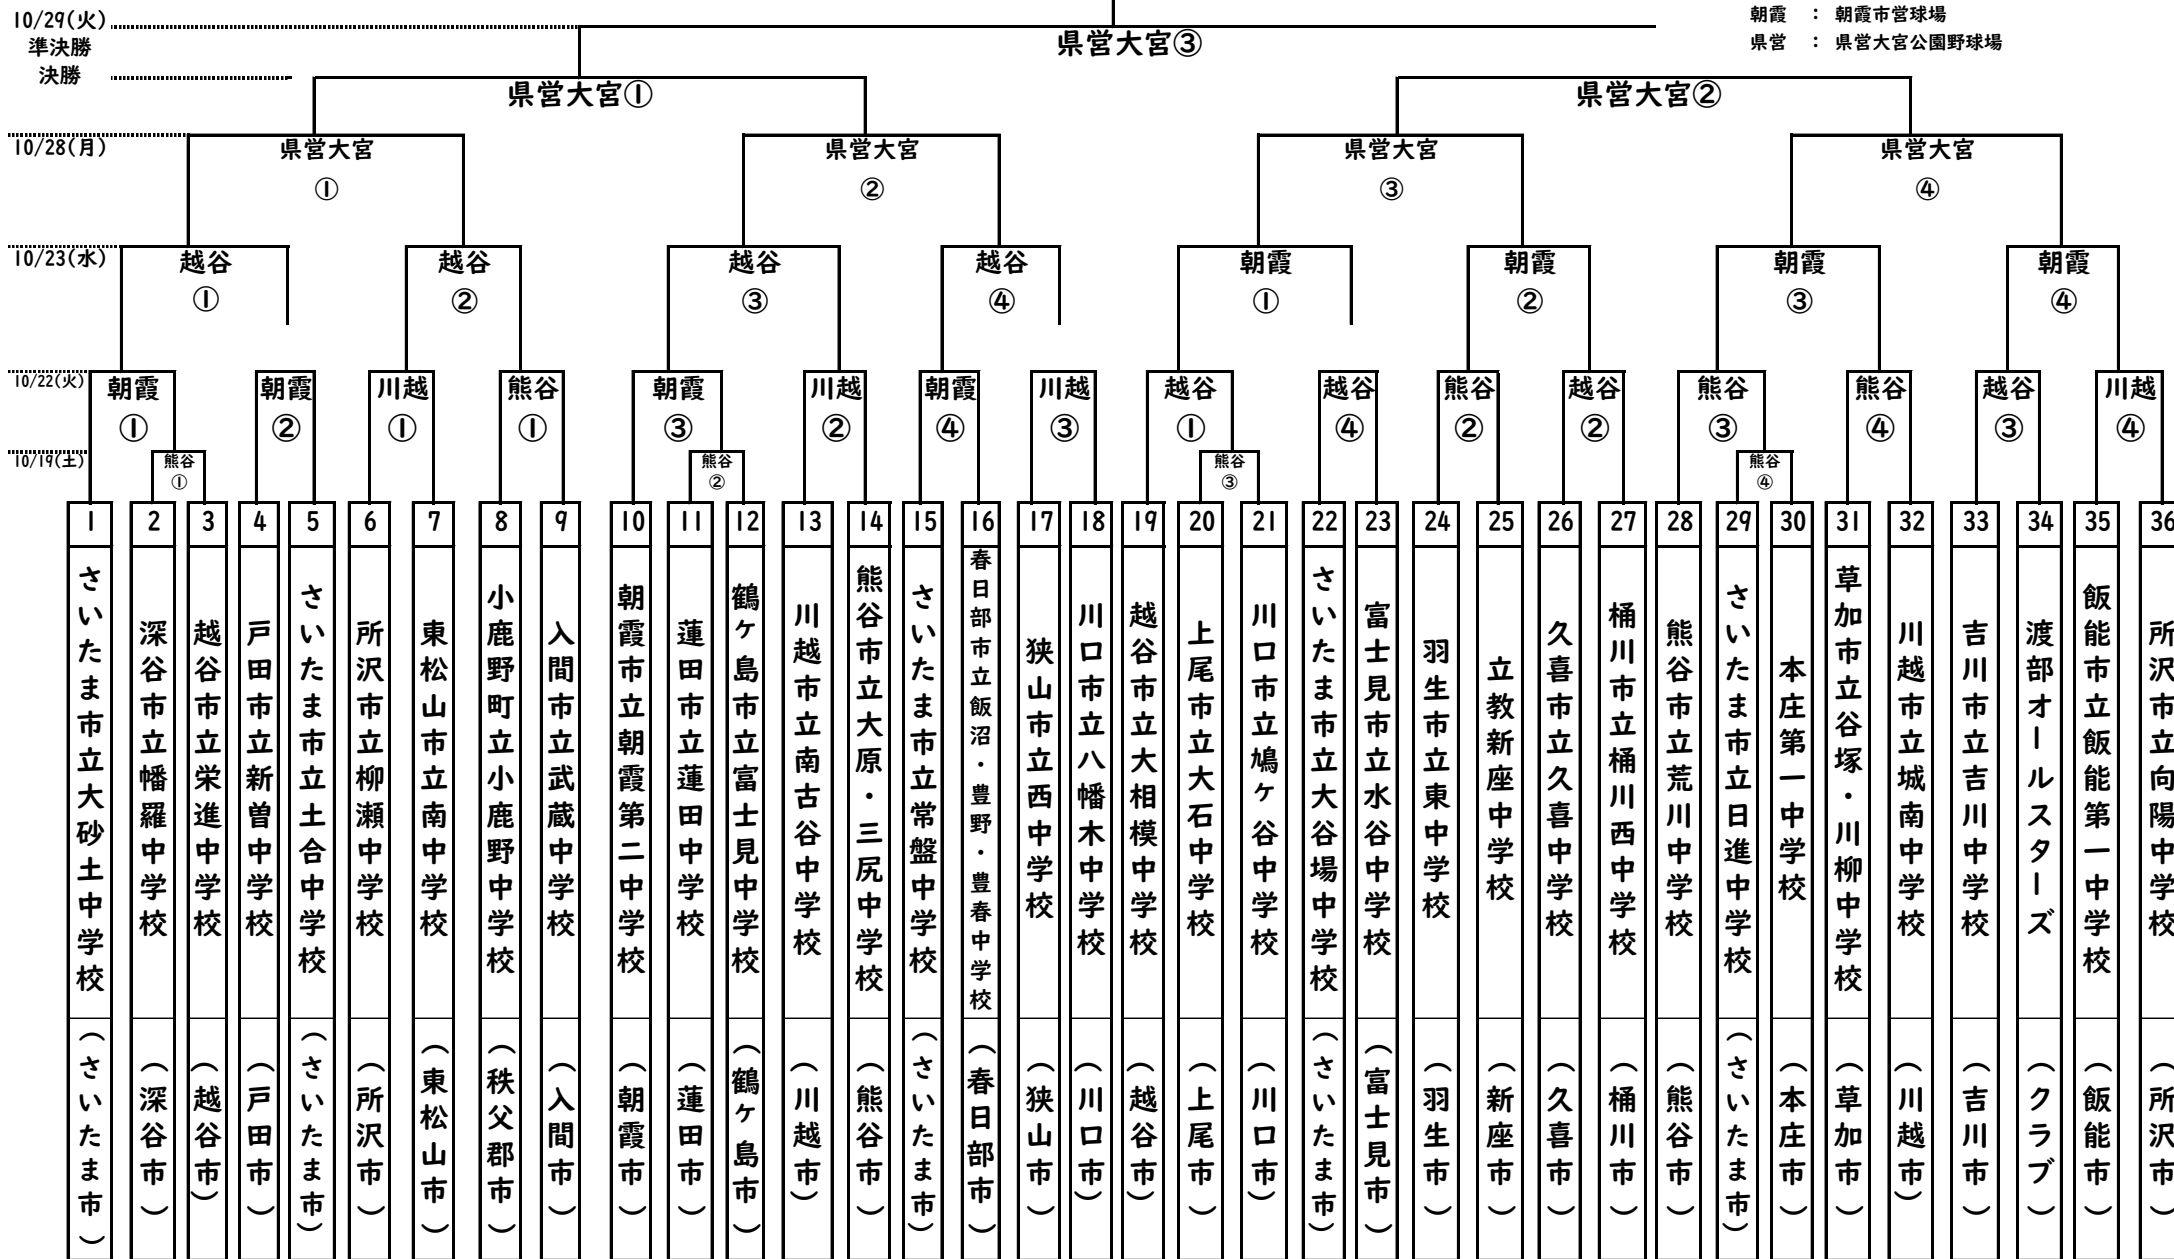 10/29(火)
準決勝
決勝
朝霞 ： 朝霞市営球場
県営 ： 県営大宮公園野球場
県営大宮③
県営大宮①
県営大宮②
10/28(月)
県営大宮
①
県営大宮
②
県営大宮
③
県営大宮
④
10/23(水)
越谷
①
越谷
②
越谷
③
越谷
④
朝霞
①
朝霞
②
朝霞
③
朝霞
④
10/22(火)
朝霞
①
朝霞
②
川越
①
熊谷
①
朝霞
③
川越
②
朝霞
④
川越
③
越谷
①
越谷
④
熊谷
②
越谷
②
熊谷
③
熊谷
④
越谷
③
川越
④
10/19(土)
熊谷
①
熊谷
②
熊谷
③
熊谷
④
1
さいたま市立大砂土中学校
（さいたま市）
2
深谷市立幡羅中学校
（深谷市）
3
越谷市立栄進中学校
（越谷市）
4
戸田市立新曽中学校
（戸田市）
5
さいたま市立土合中学校
（さいたま市）
6
所沢市立柳瀬中学校
（所沢市）
7
東松山市立南中学校
（東松山市）
8
小鹿野町立小鹿野中学校
（秩父郡市）
9
入間市立武蔵中学校
（入間市）
10
朝霞市立朝霞第二中学校
（朝霞市）
11
蓮田市立蓮田中学校
（蓮田市）
12
鶴ヶ島市立富士見中学校
（鶴ヶ島市）
13
川越市立南古谷中学校
（川越市）
14
熊谷市立大原・三尻中学校
（熊谷市）
15
さいたま市立常盤中学校
（さいたま市）
16
春日部市立飯沼・豊野・豊春中学校
（春日部市）
17
狭山市立西中学校
（狭山市）
18
川口市立八幡木中学校
（川口市）
19
越谷市立大相模中学校
（越谷市）
20
上尾市立大石中学校
（上尾市）
21
川口市立鳩ケ谷中学校
（川口市）
22
さいたま市立大谷場中学校
（さいたま市）
23
富士見市立水谷中学校
（富士見市）
24
羽生市立東中学校
（羽生市）
25
立教新座中学校
（新座市）
26
久喜市立久喜中学校
（久喜市）
27
桶川市立桶川西中学校
（桶川市）
28
熊谷市立荒川中学校
（熊谷市）
29
さいたま市立日進中学校
（さいたま市）
30
本庄第一中学校
（本庄市）
31
草加市立谷塚・川柳中学校
（草加市）
32
川越市立城南中学校
（川越市）
33
吉川市立吉川中学校
（吉川市）
34
渡部オールスターズ
（クラブ）
35
飯能市立飯能第一中学校
（飯能市）
36
所沢市立向陽中学校
（所沢市）